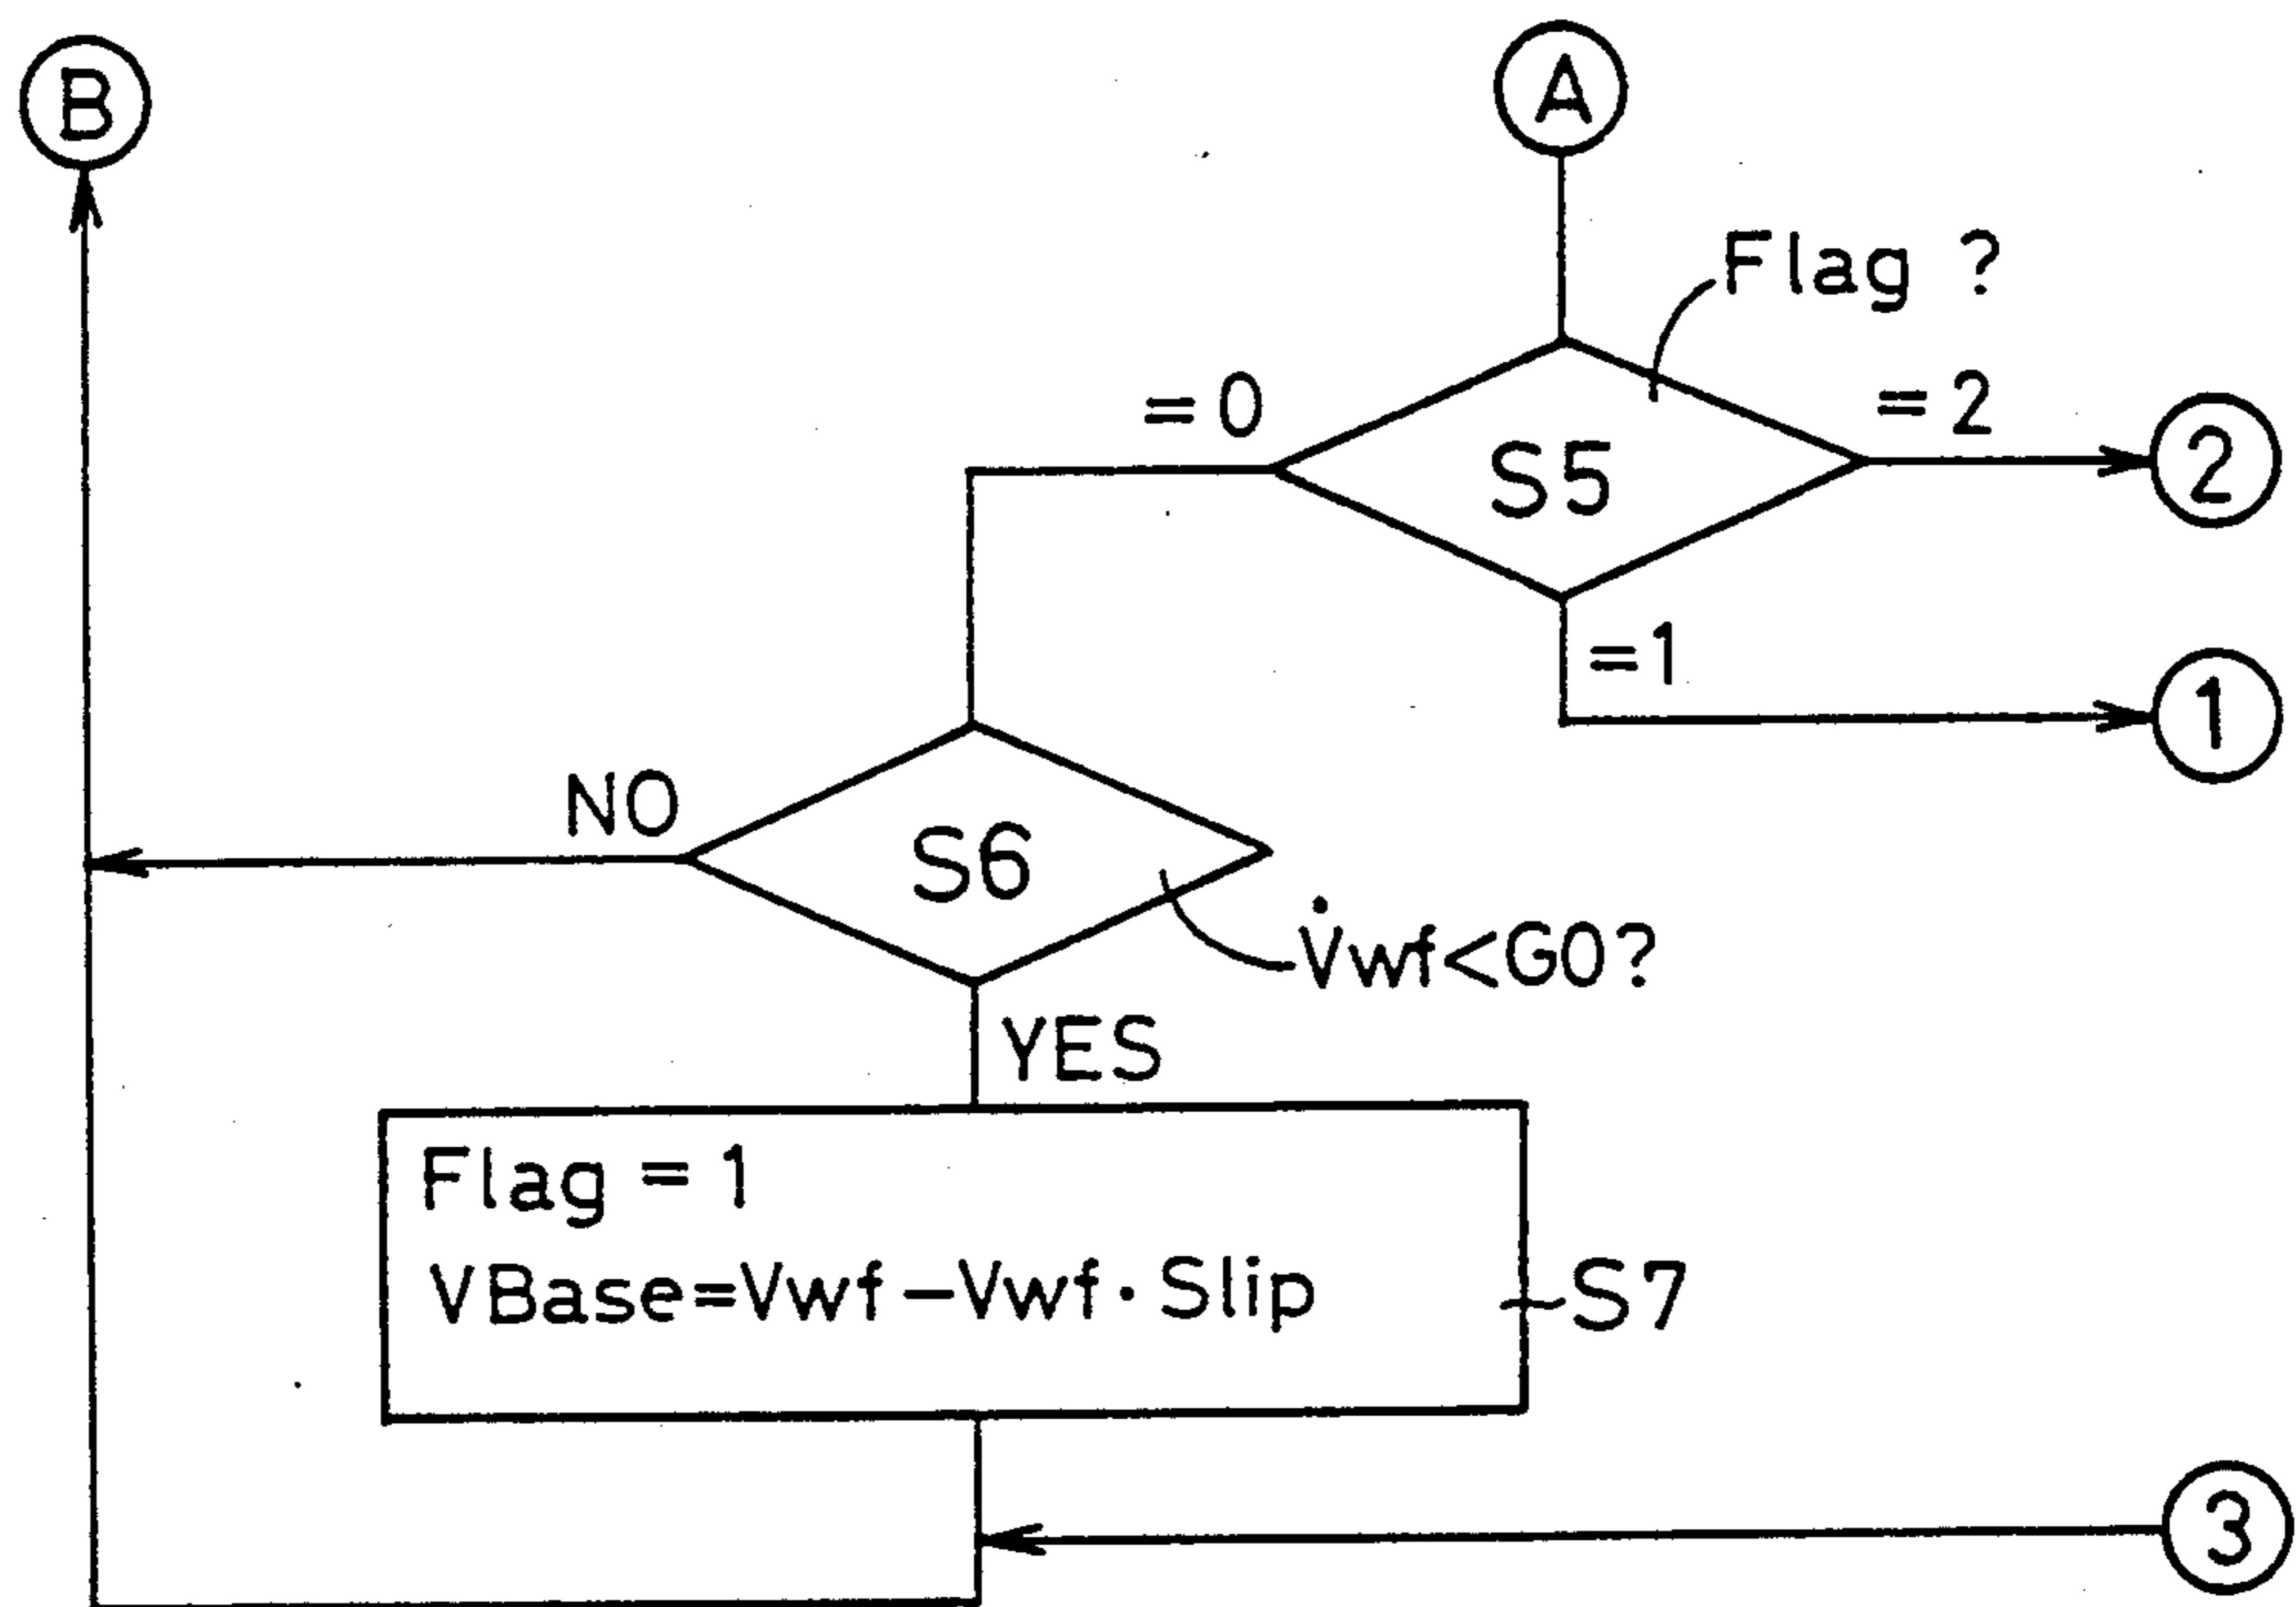 B
A
Flag ?
=0
=2
S5
2
=1
1
NO
S6
V̇wf<G0?
YES
Flag = 1
VBase=Vwf-Vwf·Slip
S7
3